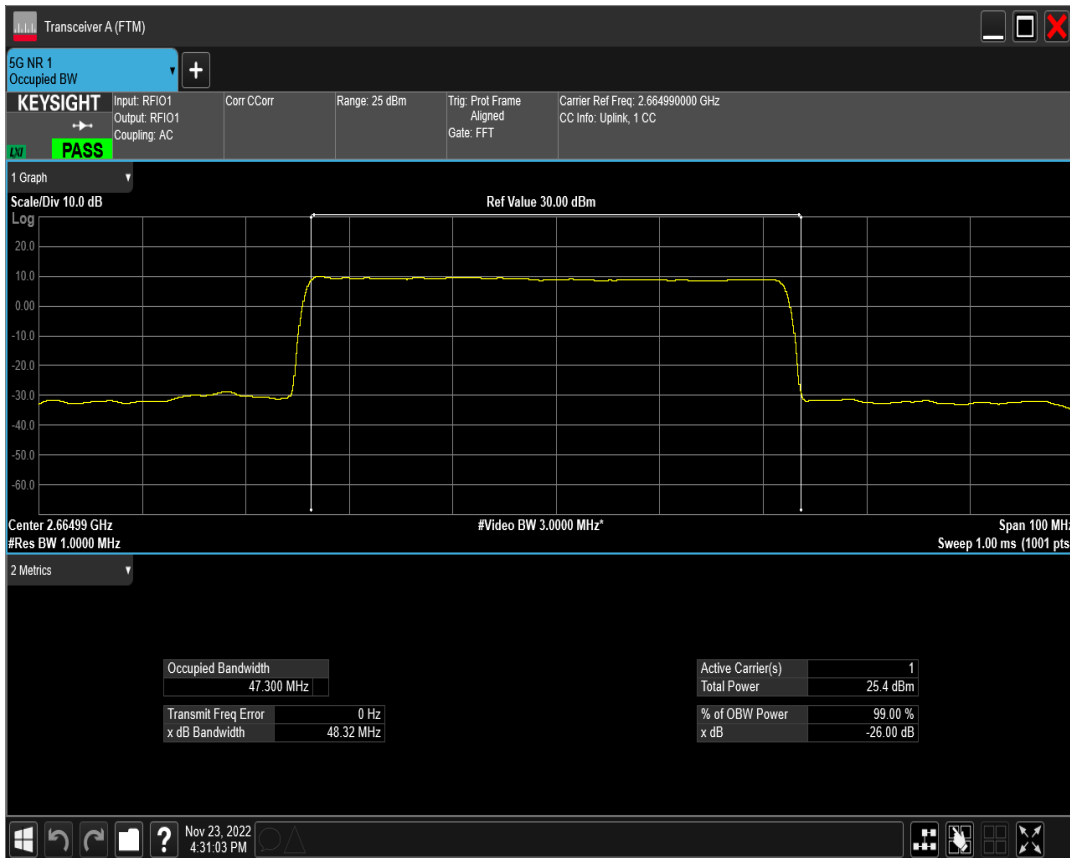 Transceiver A (FTM)
5G NR 1
Occupied BW
KEYSIGHT
LXI
PASS
Input: RFIO1
Output: RFIO1
Coupling: AC
Corr CCorr
Range: 25 dBm
Trig: Prot Frame
Aligned
Gate: FFT
Carrier Ref Freq: 2.664990000 GHz
CC Info: Uplink, 1 CC
1 Graph
Scale/Div 10.0 dB
Ref Value 30.00 dBm
Log
20.0
10.0
0.00
-10.0
-20.0
-30.0
-40.0
-50.0
-60.0
Center 2.66499 GHz
#Video BW 3.0000 MHz*
Span 100 MHz
#Res BW 1.0000 MHz
Sweep 1.00 ms (1001 pts
2 Metrics
Occupied Bandwidth
47.300 MHz
Transmit Freq Error 0 Hz
x dB Bandwidth 48.32 MHz
Active Carrier(s) 1
Total Power 25.4 dBm
% of OBW Power 99.00 %
x dB -26.00 dB
?
Nov 23, 2022
4:31:03 PM